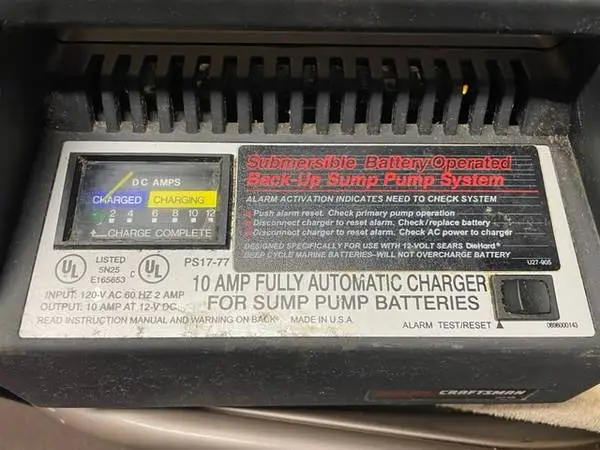 DC AMPS
CHARGED CHARGING
2 4 6 8 10 12
CHARGE COMPLETE
Submersible Battery Operated
Back-Up Sump Pump System
ALARM ACTIVATION INDICATES NEED TO CHECK SYSTEM
Push alarm reset. Check primary pump operation
Disconnect charger to reset alarm. Check / replace battery
Disconnect charger to reset alarm. Check AC power to charger
DESIGNED SPECIFICALLY FOR USE WITH 12-VOLT SEARS DieHard®
DEEP CYCLE MARINE BATTERIES-WILL NOT OVERCHARGE BATTERY
U27-905
UL LISTED
5N25
E165653
C UL
PS17-77
10 AMP FULLY AUTOMATIC CHARGER
FOR SUMP PUMP BATTERIES
INPUT: 120-V AC 60 HZ 2 AMP
OUTPUT: 10 AMP AT 12-V DC.
READ INSTRUCTION MANUAL AND WARNING ON BACK
MADE IN U.S.A.
ALARM TEST/RESET
CRAFTSMAN